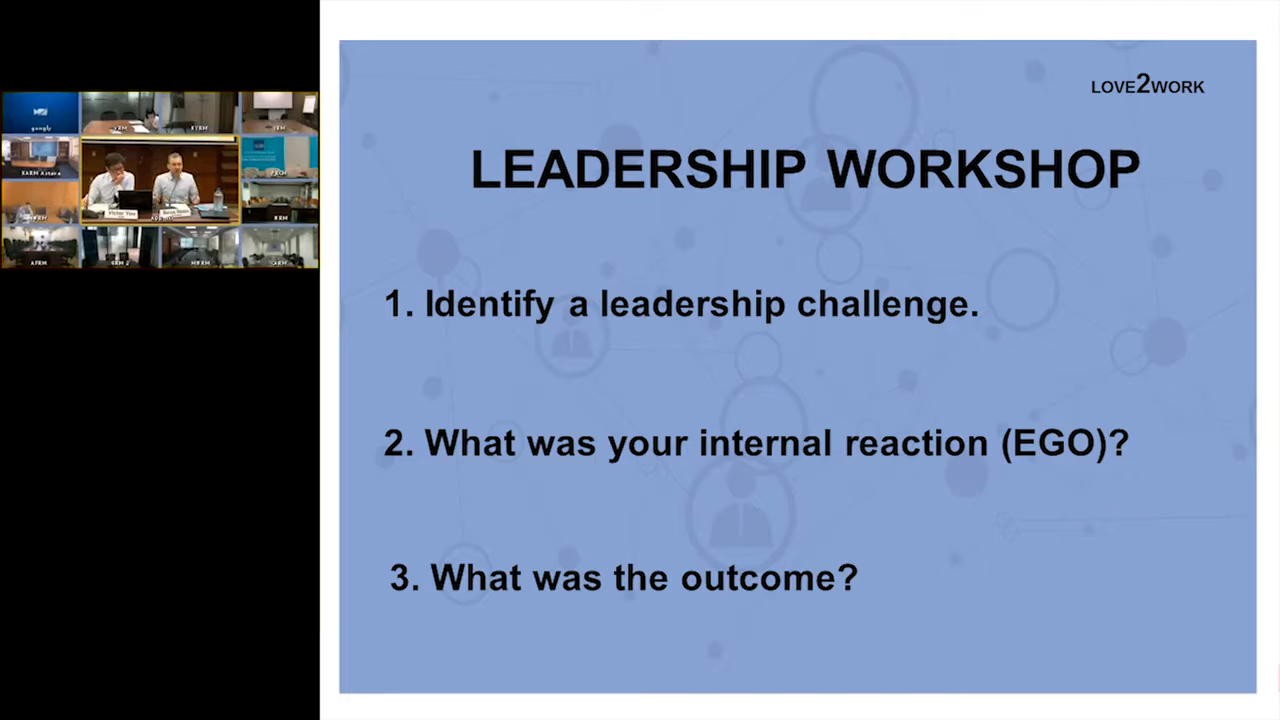 LOVE2WORK
LEADERSHIP WORKSHOP
1. Identify a leadership challenge.
2. What was your internal reaction (EGO)?
3. What was the outcome?